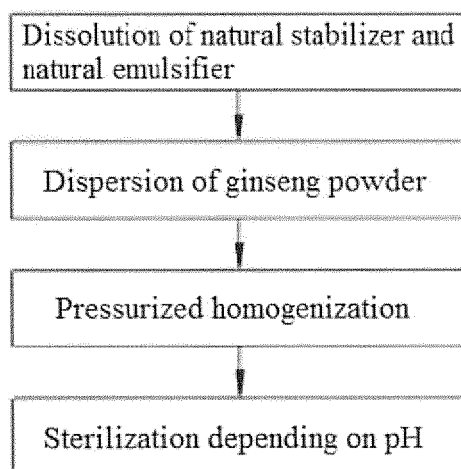 Dissolution of natural stabilizer and
natural emulsifier
Dispersion of ginseng powder
Pressurized homogenization
Sterilization depending on pH